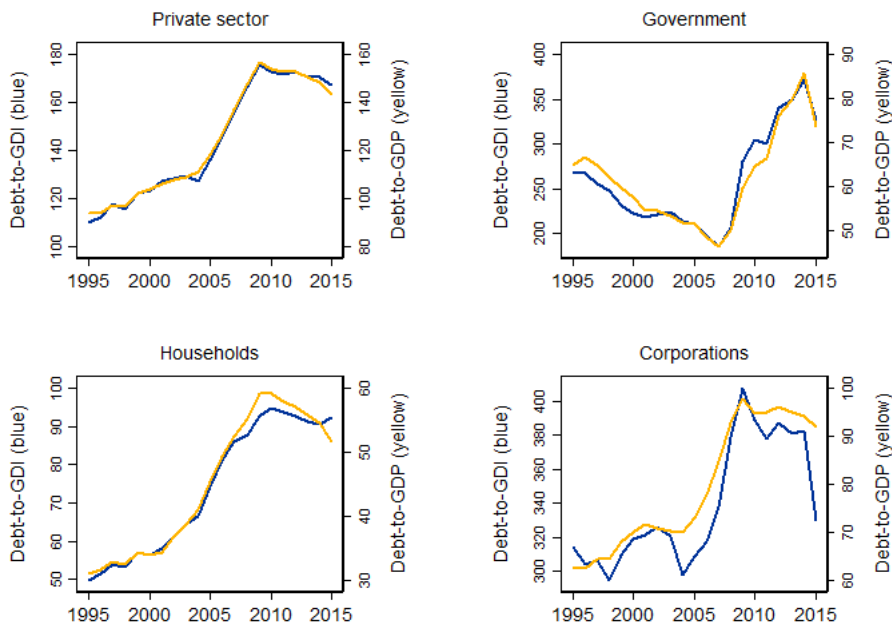 Private sector
Debt-to-GDI (blue)
180
160
140
120
100
160
140
120
100
80
Debt-to-GDP (yellow)
1995 2000 2005 2010 2015
Government
Debt-to-GDI (blue)
400
350
300
250
200
90
80
70
60
50
Debt-to-GDP (yellow)
1995 2000 2005 2010 2015
Households
Debt-to-GDI (blue)
100
90
80
70
60
50
60
50
40
30
Debt-to-GDP (yellow)
1995 2000 2005 2010 2015
Corporations
Debt-to-GDI (blue)
400
380
360
340
320
300
100
90
80
70
60
Debt-to-GDP (yellow)
1995 2000 2005 2010 2015